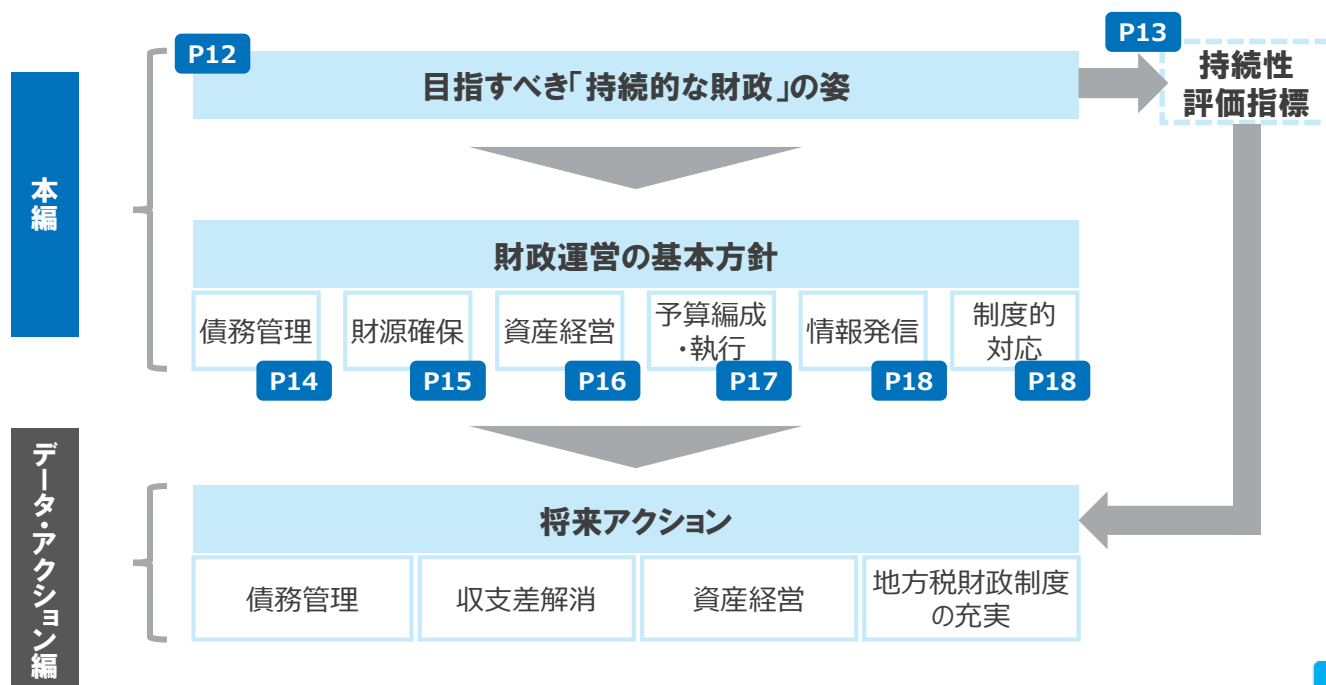 P12
目指すべき「持続的な財政」の姿
P13
持続性
評価指標
本編
財政運営の基本方針
債務管理
P14
財源確保
P15
資産経営
P16
予算編成
・執行
P17
情報発信
P18
制度的
対応
P18
データ・アクション編
将来アクション
債務管理
収支差解消
資産経営
地方税財政制度
の充実